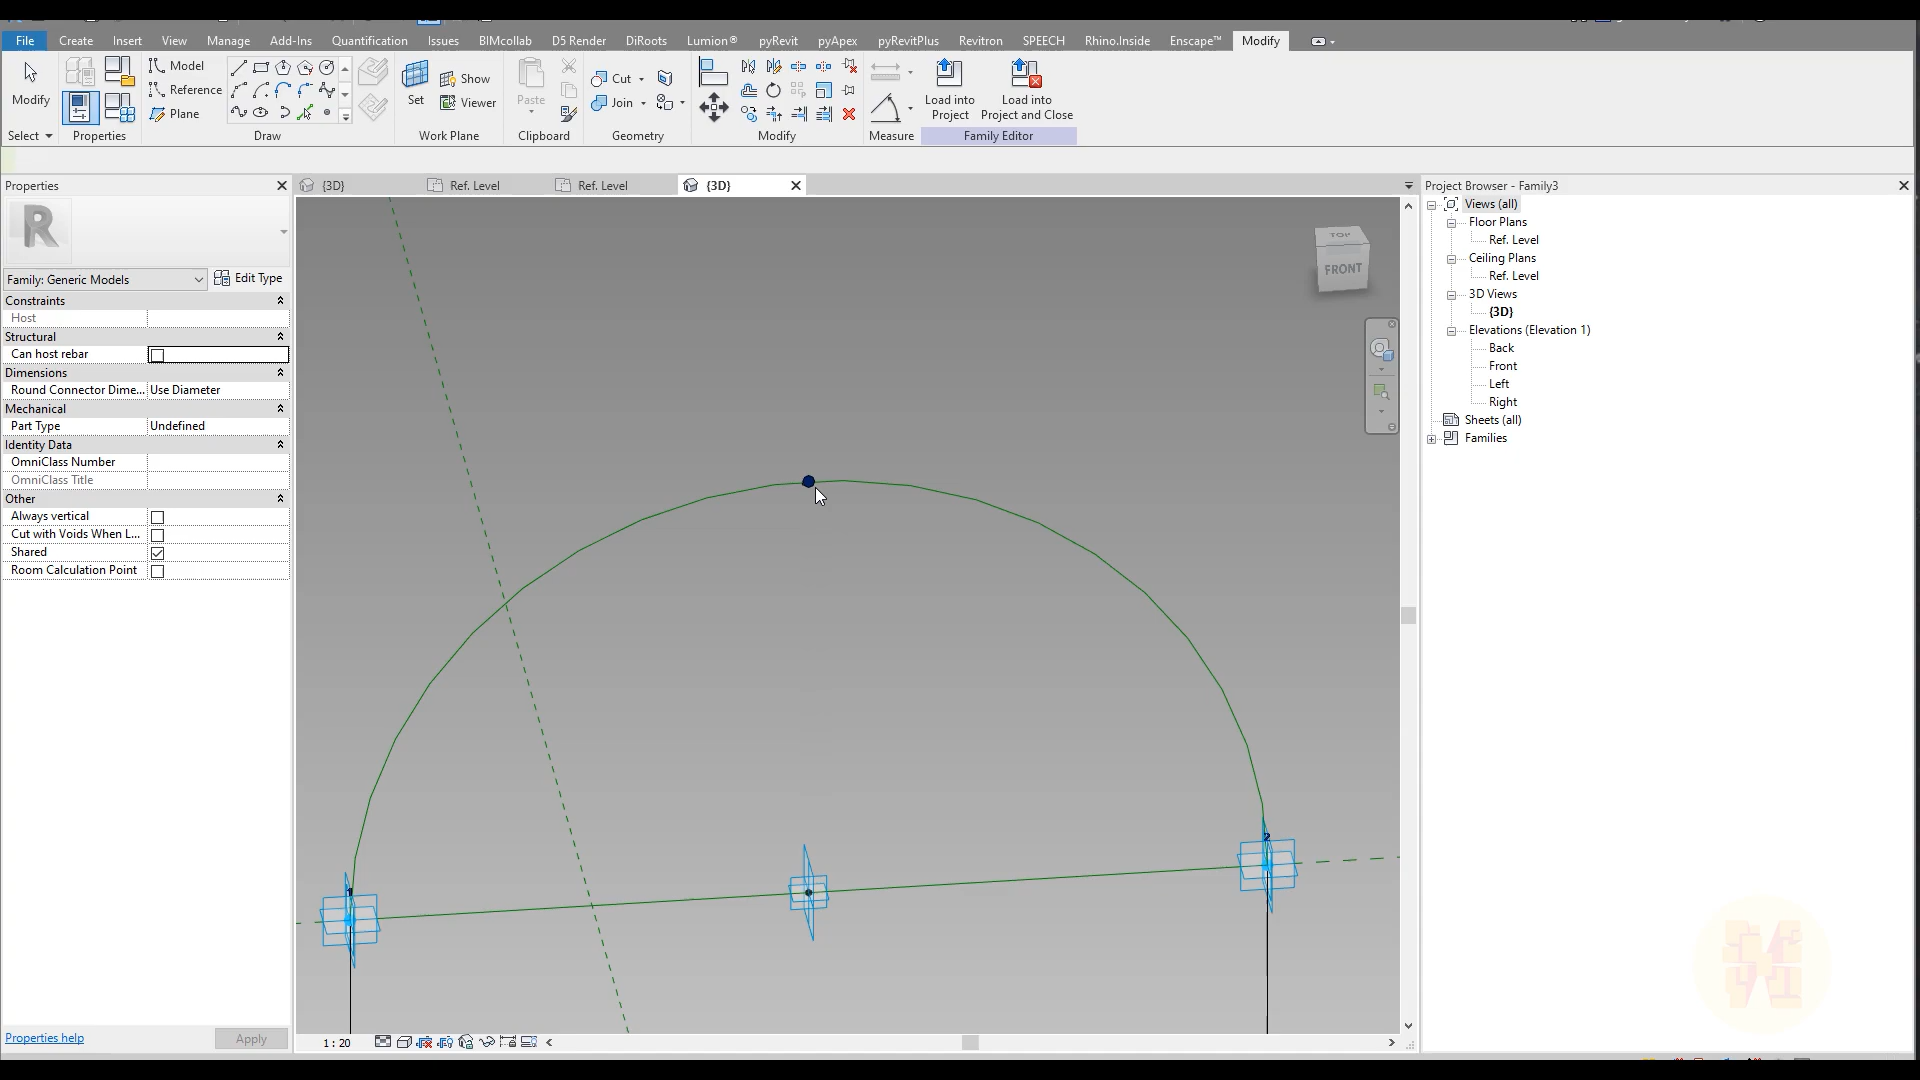 File Create Insert View Manage Add-Ins Quantification Issues BIMcollab D5 Render DiRoots Lumion® pyRevit pyApex pyRevitPlus Revitron SPEECH Rhino.Inside Enscape™ Modify
Modify
Model
Reference
Plane
Set
Show
Viewer
Paste
Cut
Join
Load into
Project
Load into
Project and Close
Select
Properties
Draw
Work Plane
Clipboard
Geometry
Modify
Measure
Family Editor
Properties
{3D}
Ref. Level
Ref. Level
{3D}
Project Browser - Family3
R
Family: Generic Models
Edit Type
Constraints
Host
Structural
Can host rebar
Dimensions
Round Connector Dime... Use Diameter
Mechanical
Part Type Undefined
Identity Data
OmniClass Number
OmniClass Title
Other
Always vertical
Cut with Voids When L...
Shared
Room Calculation Point
Properties help
Apply
TOP
FRONT
1
2
1 : 20
Views (all)
Floor Plans
Ref. Level
Ceiling Plans
Ref. Level
3D Views
{3D}
Elevations (Elevation 1)
Back
Front
Left
Right
Sheets (all)
Families